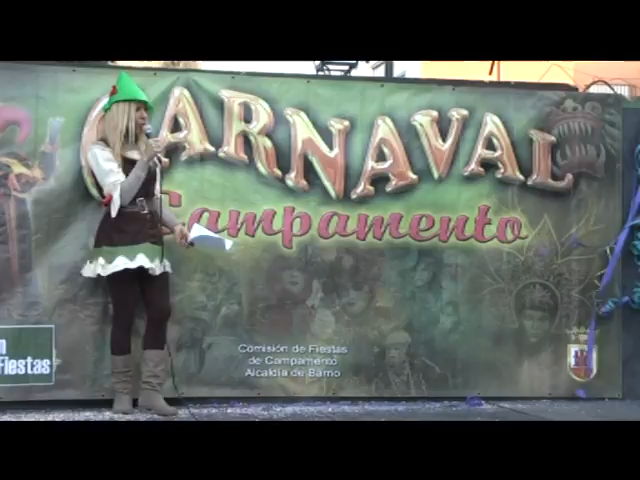 CARNAVAL
Campamento
Fiestas
Comisión de Fiestas
de Campamento
Alcaldía de Barrio